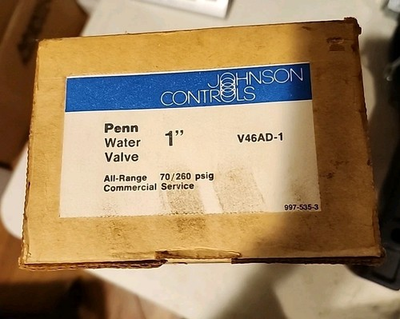 JOHNSON
CONTROLS
Penn
Water
Valve
1"
V46AD-1
All-Range 70/260 psig
Commercial Service
997-535-3